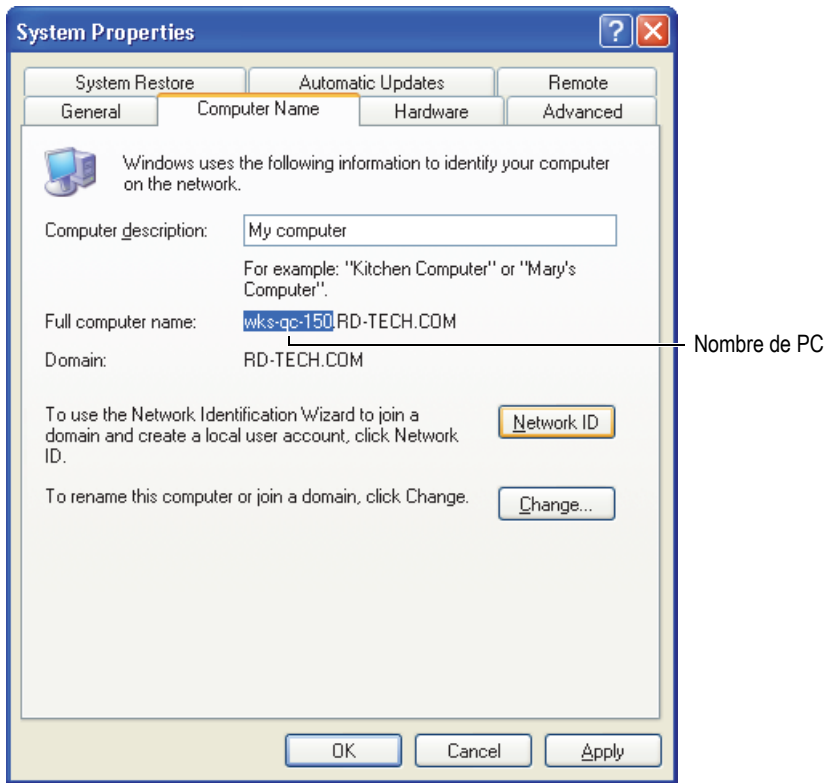 System Properties
System Restore
Automatic Updates
Remote
General
Computer Name
Hardware
Advanced
Windows uses the following information to identify your computer
on the network.
Computer description:
My computer
For example: "Kitchen Computer" or "Mary's
Computer".
Full computer name:
wks-qc-150.RD-TECH.COM
Nombre de PC
Domain:
RD-TECH.COM
To use the Network Identification Wizard to join a
domain and create a local user account, click Network
ID.
Network ID
To rename this computer or join a domain, click Change.
Change...
OK
Cancel
Apply